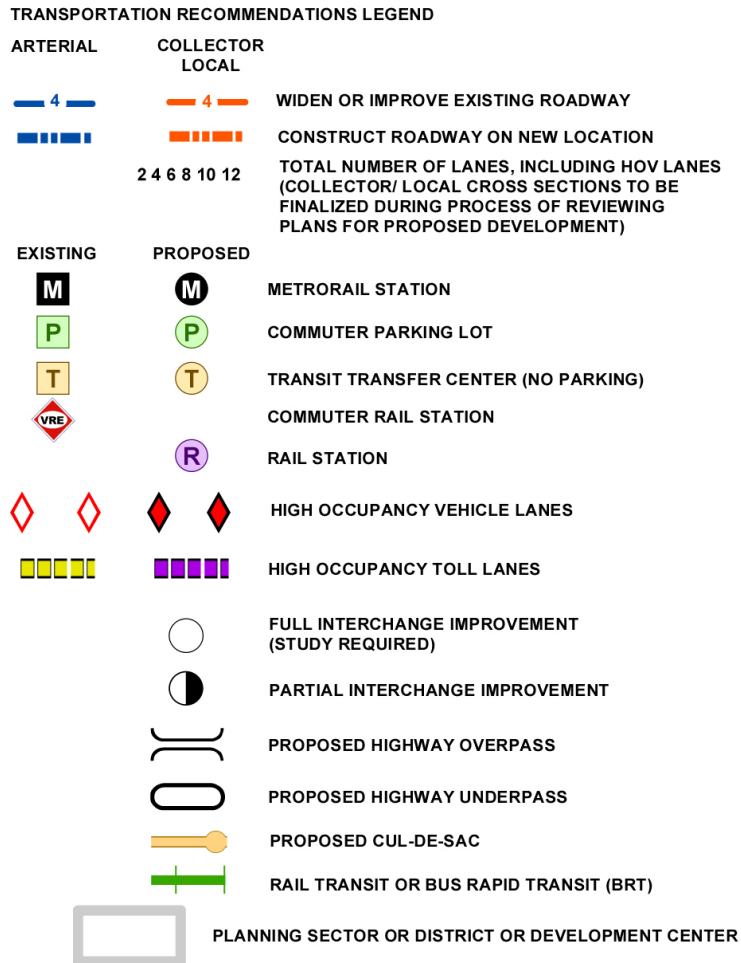 TRANSPORTATION RECOMMENDATIONS LEGEND
ARTERIAL COLLECTOR
LOCAL
4 4 WIDEN OR IMPROVE EXISTING ROADWAY
CONSTRUCT ROADWAY ON NEW LOCATION
2 4 6 8 10 12 TOTAL NUMBER OF LANES, INCLUDING HOV LANES
(COLLECTOR/ LOCAL CROSS SECTIONS TO BE
FINALIZED DURING PROCESS OF REVIEWING
PLANS FOR PROPOSED DEVELOPMENT)
EXISTING PROPOSED
M M METRORAIL STATION
P P COMMUTER PARKING LOT
T T TRANSIT TRANSFER CENTER (NO PARKING)
VRE COMMUTER RAIL STATION
R RAIL STATION
HIGH OCCUPANCY VEHICLE LANES
HIGH OCCUPANCY TOLL LANES
FULL INTERCHANGE IMPROVEMENT
(STUDY REQUIRED)
PARTIAL INTERCHANGE IMPROVEMENT
PROPOSED HIGHWAY OVERPASS
PROPOSED HIGHWAY UNDERPASS
PROPOSED CUL-DE-SAC
RAIL TRANSIT OR BUS RAPID TRANSIT (BRT)
PLANNING SECTOR OR DISTRICT OR DEVELOPMENT CENTER